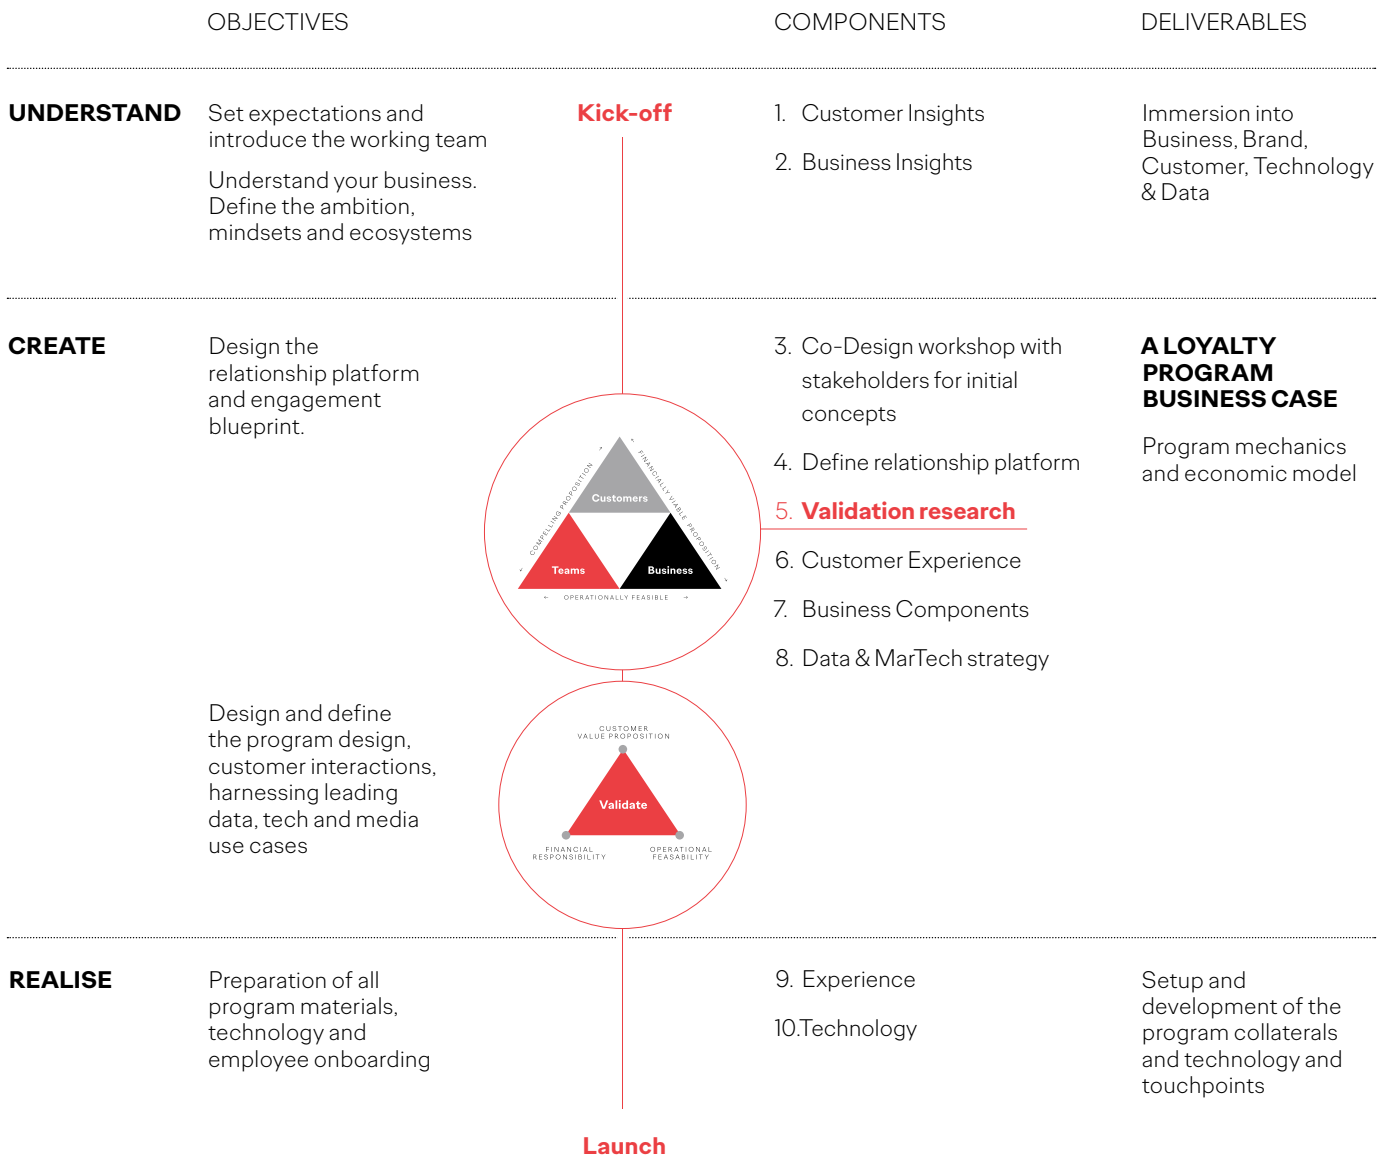 OBJECTIVES
COMPONENTS
DELIVERABLES
UNDERSTAND
Set expectations and
introduce the working team
Understand your business.
Define the ambition,
mindsets and ecosystems
Kick-off
1. Customer Insights
2. Business Insights
Immersion into
Business, Brand,
Customer, Technology
& Data
CREATE
Design the
relationship platform
and engagement
blueprint.
COMPELLING PROPOSITION
FINANCIALLY VIABLE PROPOSITION
Customers
Teams
Business
OPERATIONALLY FEASIBLE
3. Co-Design workshop with
stakeholders for initial
concepts
4. Define relationship platform
5. Validation research
6. Customer Experience
7. Business Components
8. Data & MarTech strategy
A LOYALTY
PROGRAM
BUSINESS CASE
Program mechanics
and economic model
Design and define
the program design,
customer interactions,
harnessing leading
data, tech and media
use cases
CUSTOMER
VALUE PROPOSITION
Validate
FINANCIAL
RESPONSIBILITY
OPERATIONAL
FEASABILITY
REALISE
Preparation of all
program materials,
technology and
employee onboarding
9. Experience
10.Technology
Setup and
development of the
program collaterals
and technology and
touchpoints
Launch